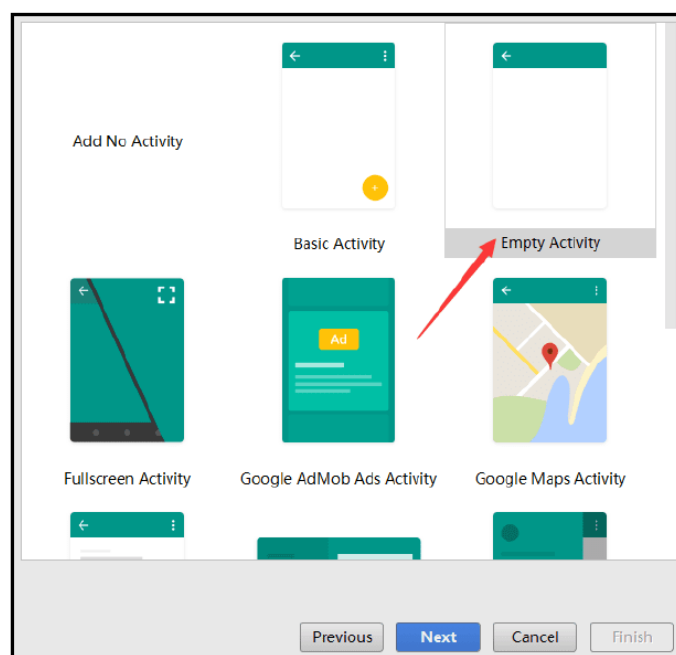 Add No Activity
Basic Activity
Empty Activity
Ad
Fullscreen Activity
Google AdMob Ads Activity
Google Maps Activity
Previous
Next
Cancel
Finish